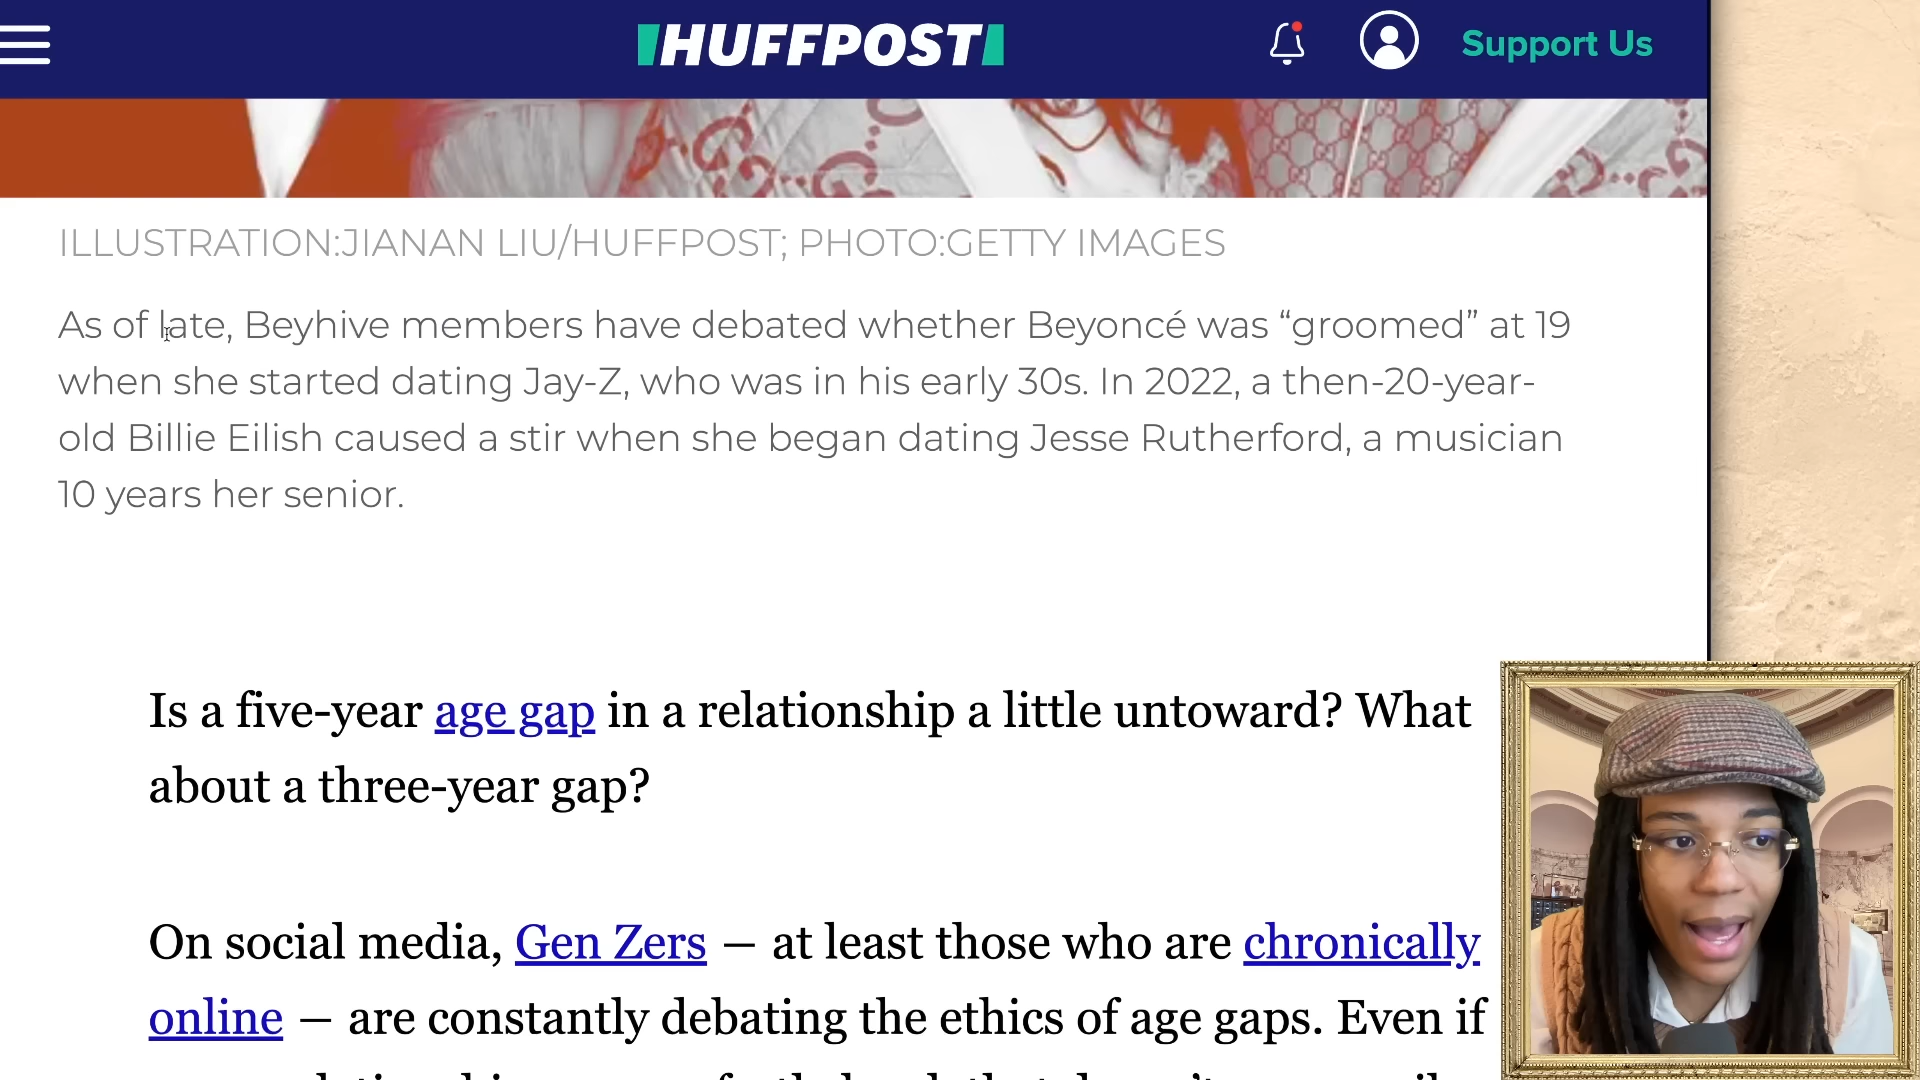 HUFFPOST
Support Us
ILLUSTRATION:JIANAN LIU/HUFFPOST; PHOTO:GETTY IMAGES
As of late, Beyhive members have debated whether Beyoncé was “groomed” at 19
when she started dating Jay-Z, who was in his early 30s. In 2022, a then-20-year-
old Billie Eilish caused a stir when she began dating Jesse Rutherford, a musician
10 years her senior.
Is a five-year age gap in a relationship a little untoward? What
about a three-year gap?
On social media, Gen Zers — at least those who are chronically
online — are constantly debating the ethics of age gaps. Even if